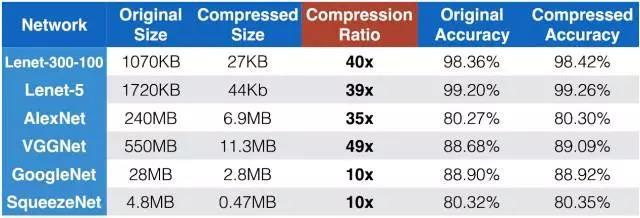 Network Original Size Compressed Size Compression Ratio Original Accuracy Compressed Accuracy
Lenet-300-100 1070KB 27KB 40x 98.36% 98.42%
Lenet-5 1720KB 44Kb 39x 99.20% 99.26%
AlexNet 240MB 6.9MB 35x 80.27% 80.30%
VGGNet 550MB 11.3MB 49x 88.68% 89.09%
GoogleNet 28MB 2.8MB 10x 88.90% 88.92%
SqueezeNet 4.8MB 0.47MB 10x 80.32% 80.35%